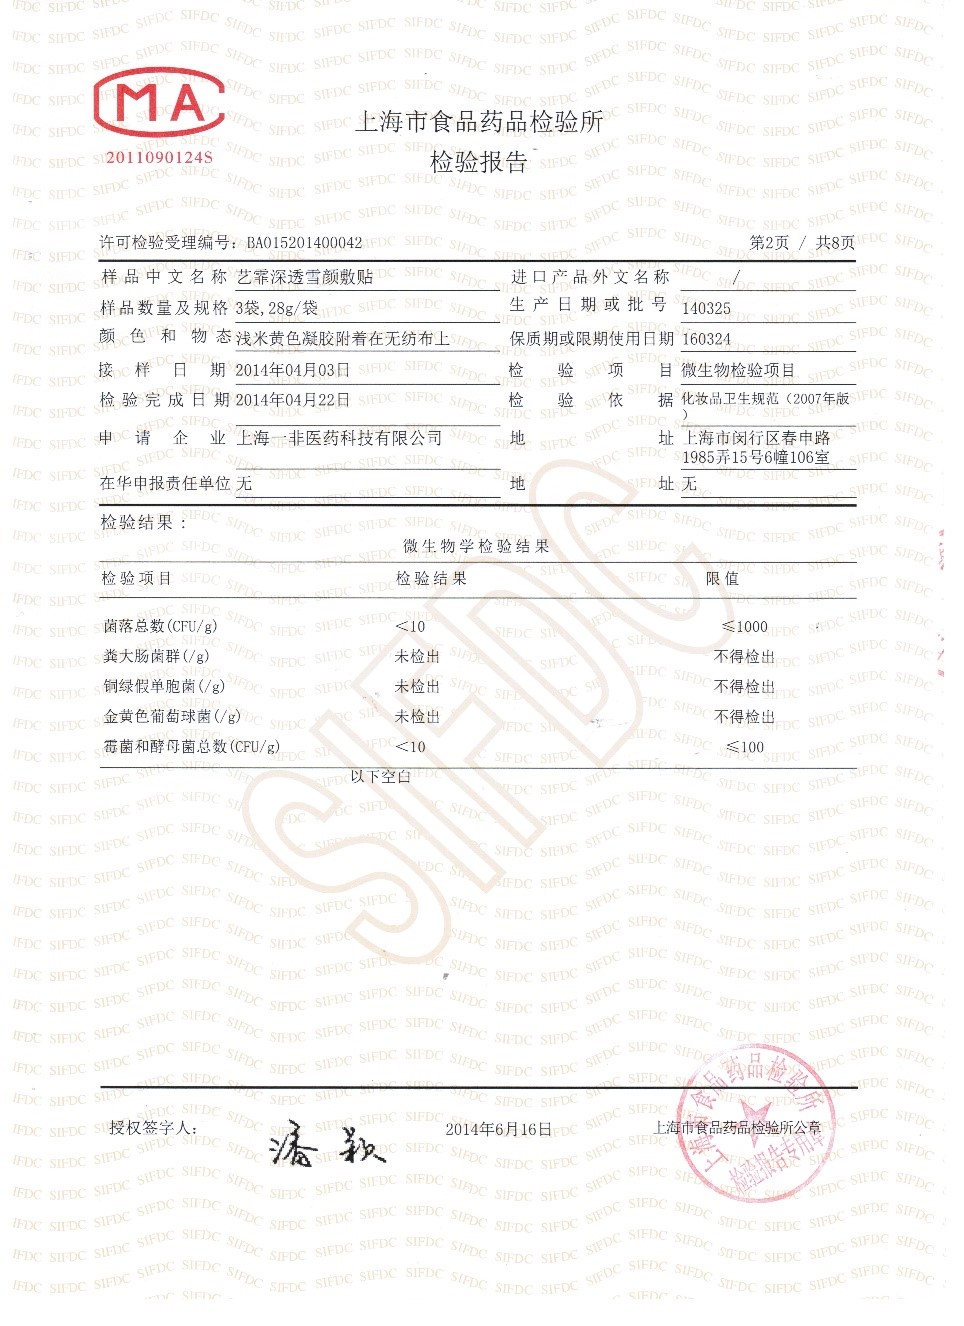 MA
2011090124S
上海市食品药品检验所
检验报告
许可检验受理编号: BA015201400042 第2页 / 共8页
样品中文名称 艺霏深透雪颜敷贴 进口产品外文名称 /
样品数量及规格 3袋,28g/袋 生产日期或批号 140325
颜色和物态 浅米黄色凝胶附着在无纺布上 保质期或限期使用日期 160324
接样日期 2014年04月03日 检验项目 微生物检验项目
检验完成日期 2014年04月22日 检验依据 化妆品卫生规范（2007年版
）
申请企业 上海一非医药科技有限公司 地址 上海市闵行区春申路
1985弄15号6幢106室
在华申报责任单位 无 地址 无
检验结果：
微生物学检验结果
检验项目 检验结果 限值
菌落总数(CFU/g) <10 ≤1000
粪大肠菌群(/g) 未检出 不得检出
铜绿假单胞菌(/g) 未检出 不得检出
金黄色葡萄球菌(/g) 未检出 不得检出
霉菌和酵母菌总数(CFU/g) <10 ≤100
以下空白
SIFDC
授权签字人: 潘颖 2014年6月16日 上海市食品药品检验所公章
上海市食品药品检验所
检验报告专用章